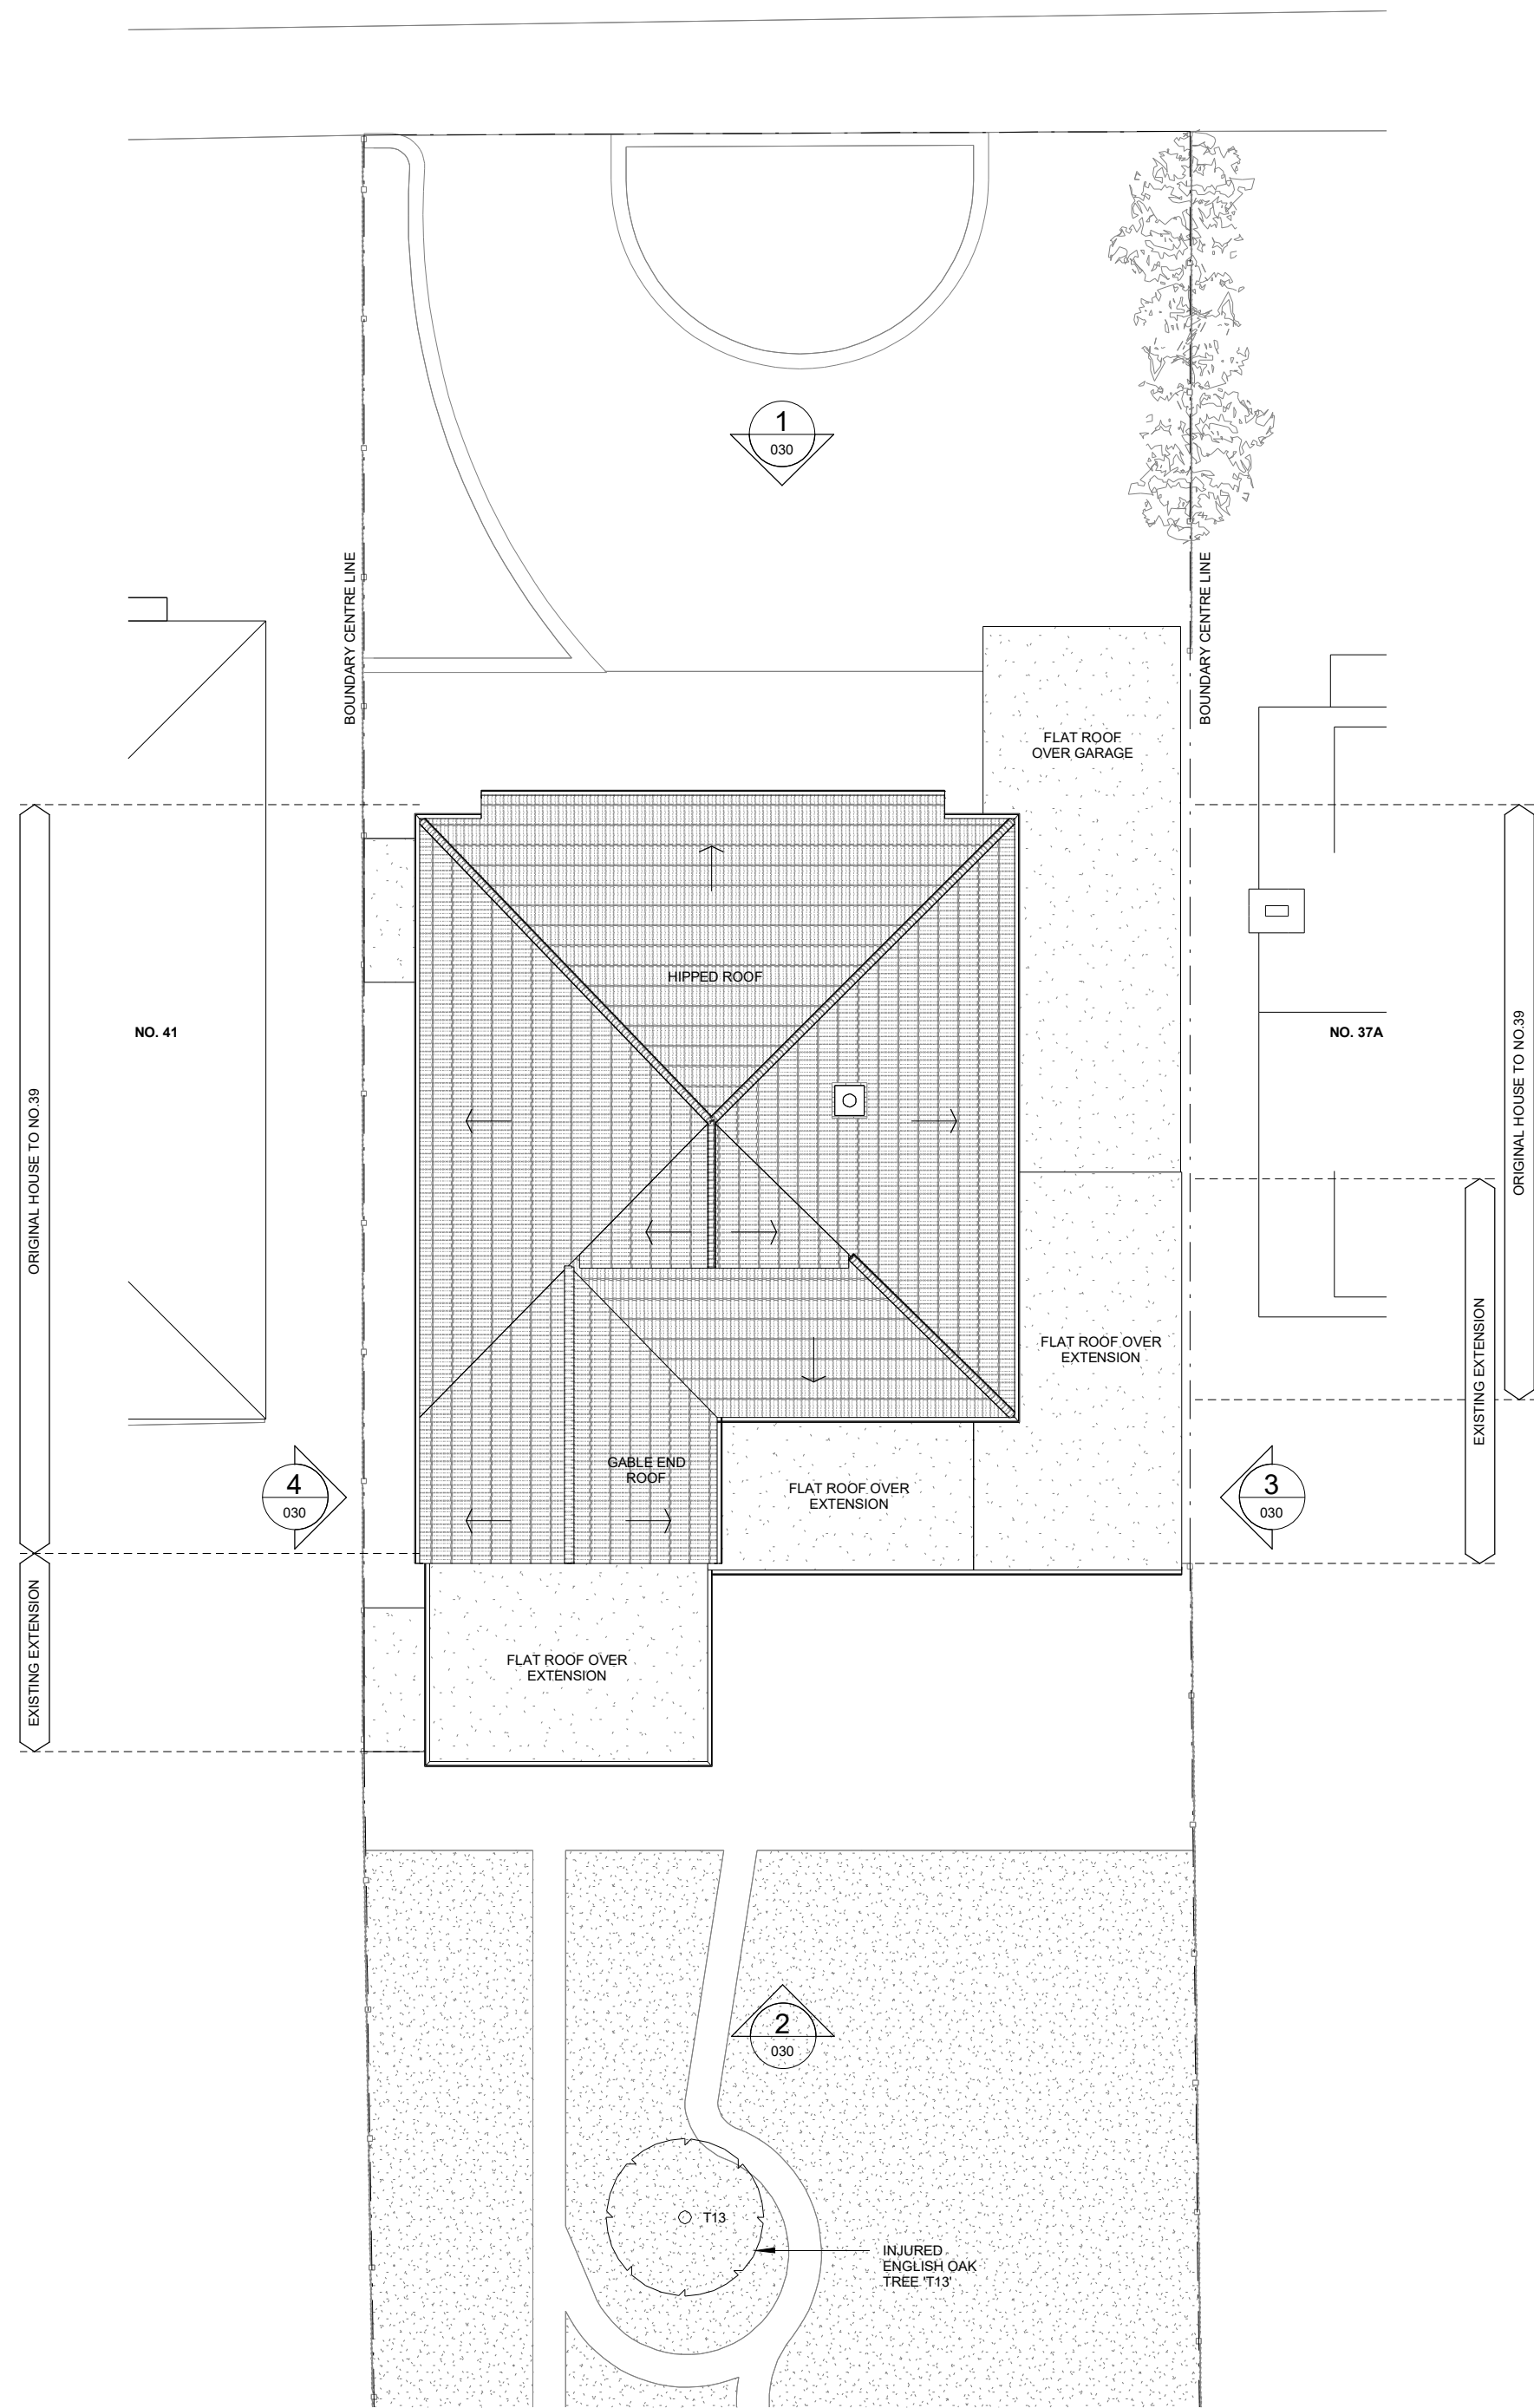 1
030
BOUNDARY CENTRE LINE
BOUNDARY CENTRE LINE
FLAT ROOF
OVER GARAGE
HIPPED ROOF
NO. 41
NO. 37A
ORIGINAL HOUSE TO NO.39
ORIGINAL HOUSE TO NO.39
FLAT ROOF OVER
EXTENSION
EXISTING EXTENSION
GABLE END
ROOF
FLAT ROOF OVER
EXTENSION
4
030
3
030
EXISTING EXTENSION
FLAT ROOF OVER
EXTENSION
2
030
T13
INJURED
ENGLISH OAK
TREE 'T13'